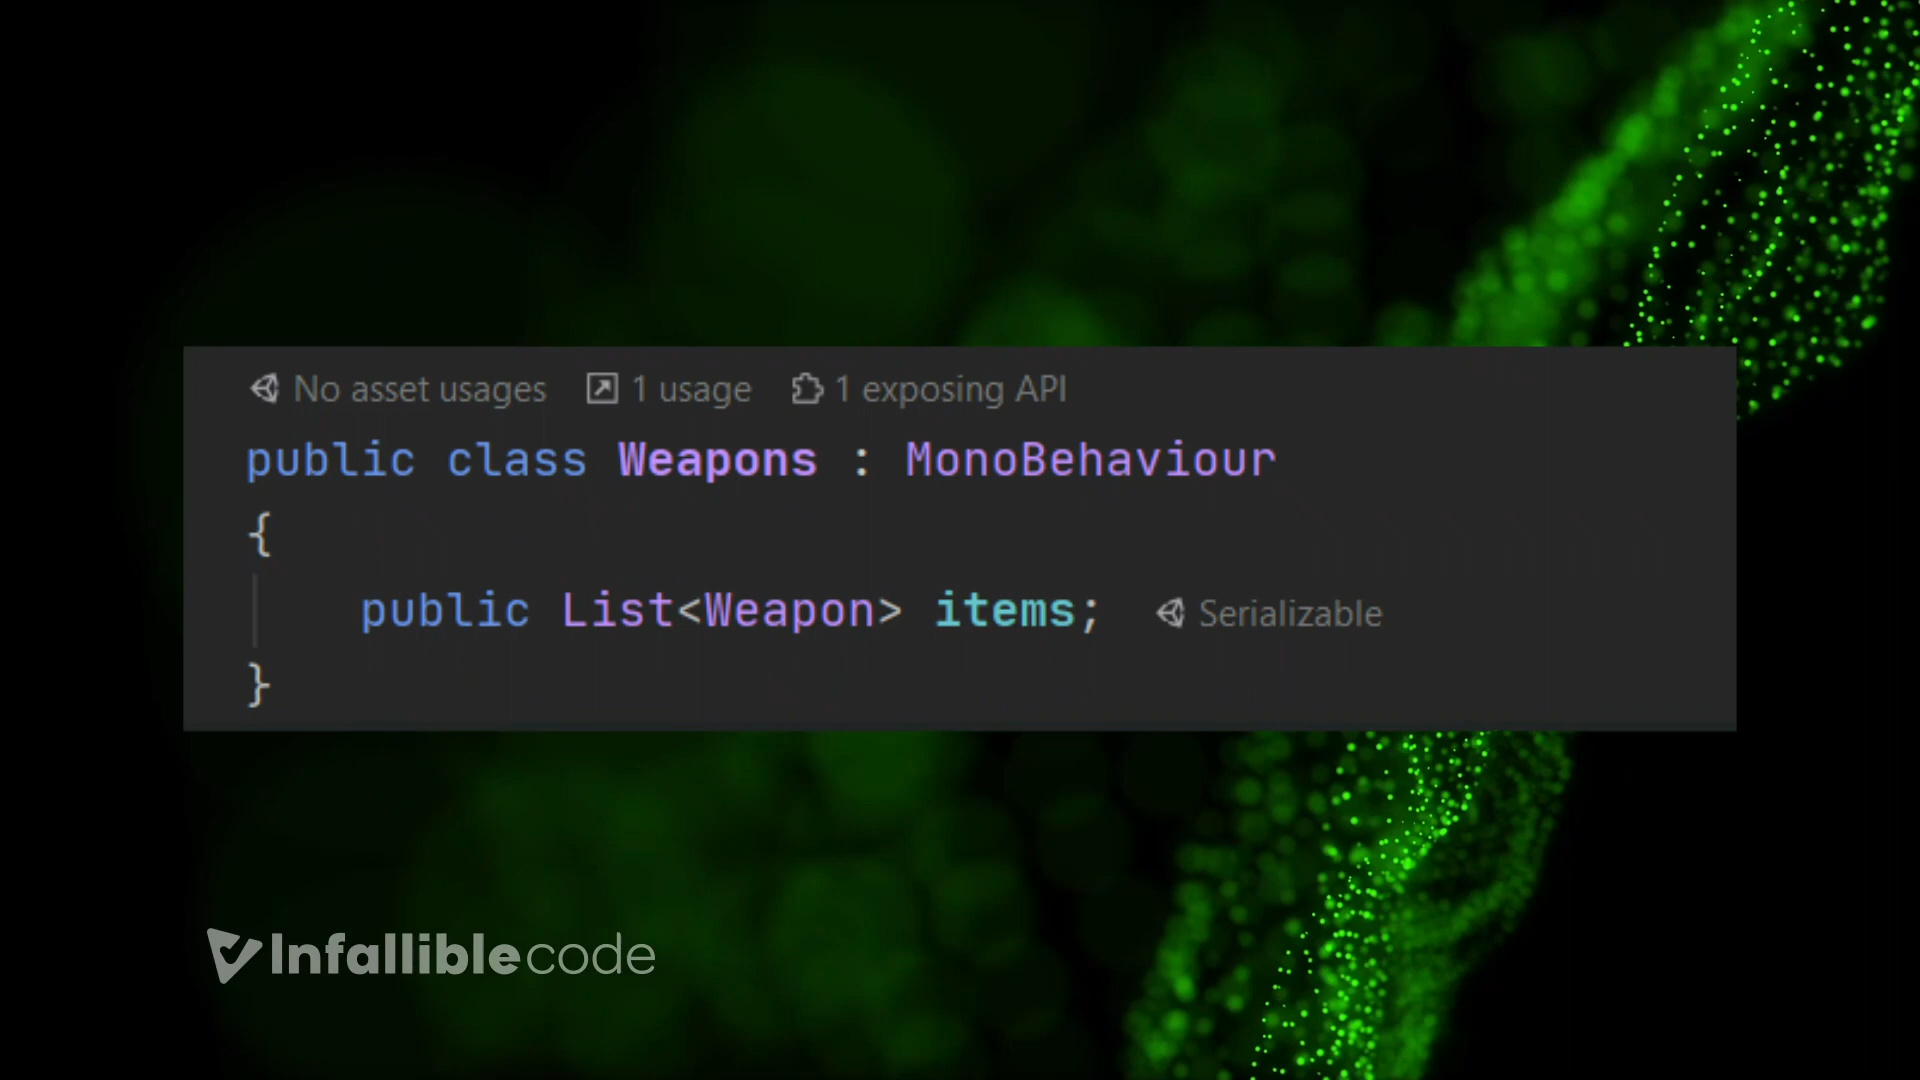 No asset usages 1 usage 1 exposing API
public class Weapons : MonoBehaviour
{
public List<Weapon> items; Serializable
}
Infalliblecode